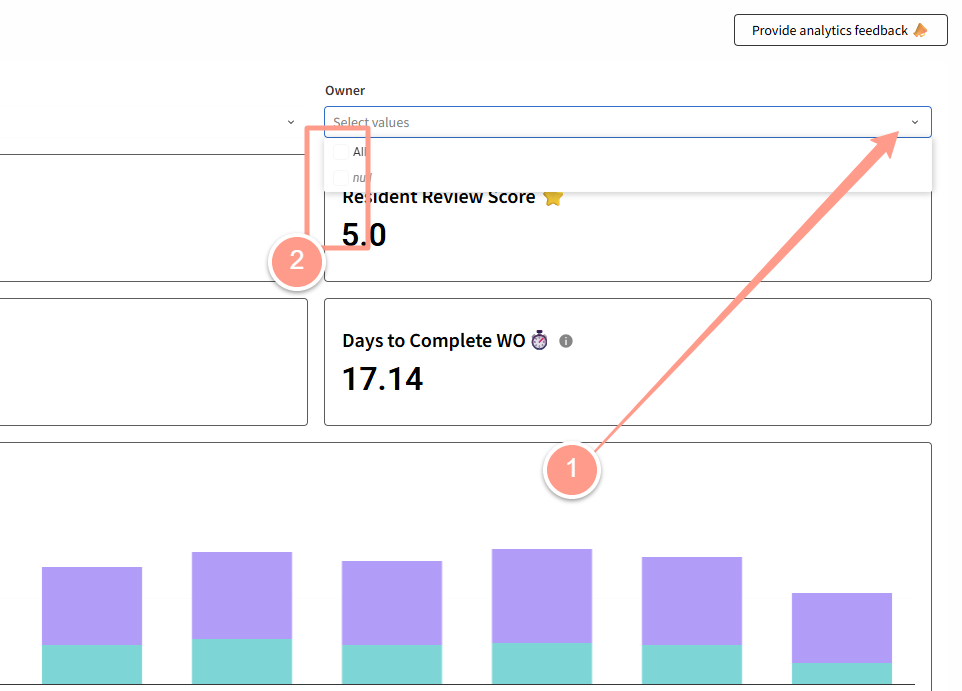 Provide analytics feedback
Owner
Select values
All
null
Resident Review Score
5.0
2
Days to Complete WO
17.14
1